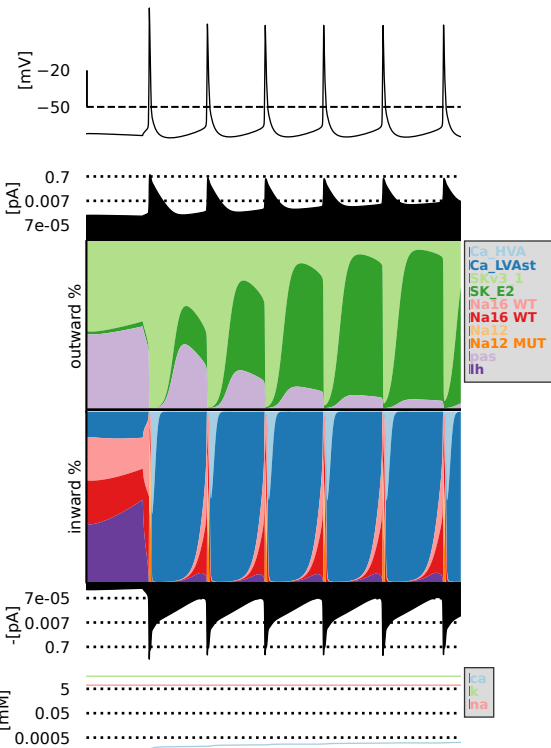 [mV]
−20
−50
[pA]
0.7
0.007
7e-05
outward %
Ca_HVA
Ca_LVAst
SKv3_1
SK_E2
Na16 WT
Na16 WT
Na12
Na12 MUT
pas
Ih
inward %
-[pA]
7e-05
0.007
0.7
[mM]
5
0.05
0.0005
ca
k
na